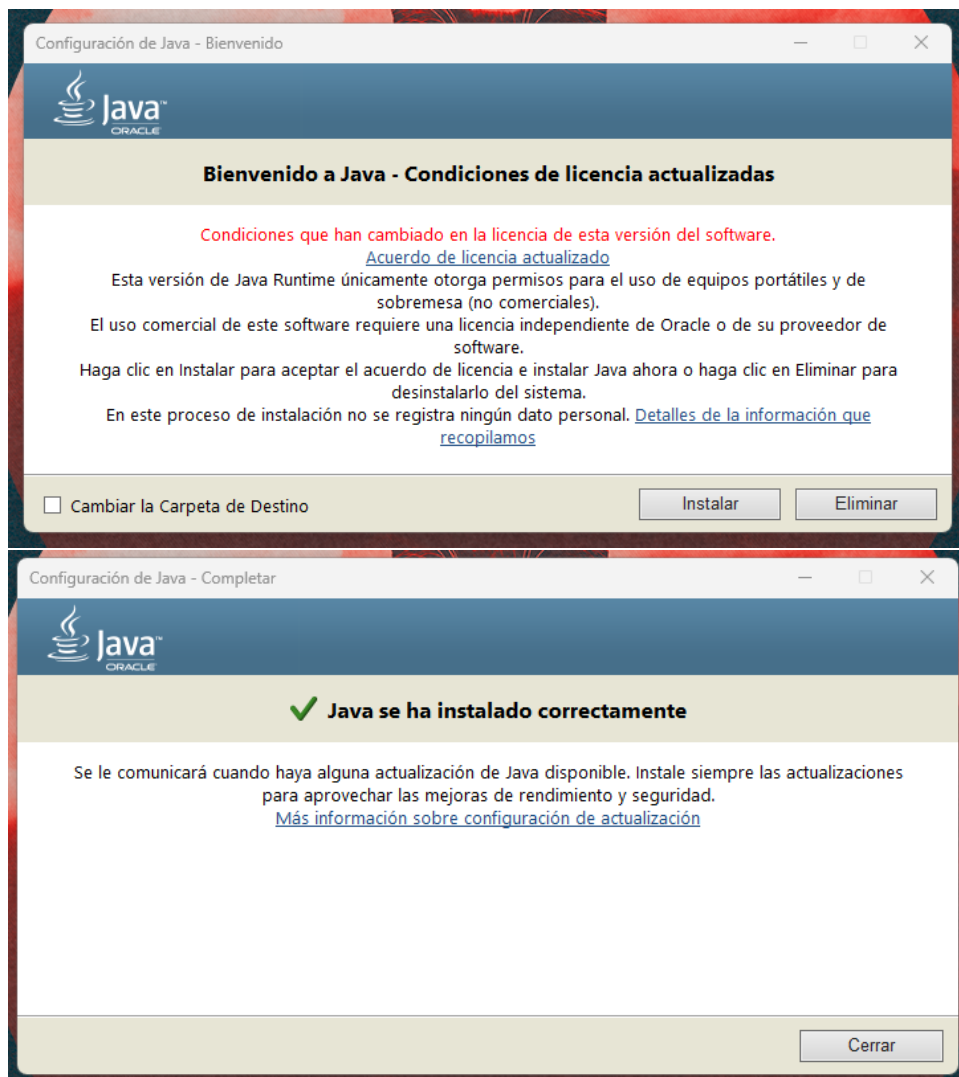 Configuración de Java - Bienvenido
Java™
ORACLE
Bienvenido a Java - Condiciones de licencia actualizadas
Condiciones que han cambiado en la licencia de esta versión del software.
Acuerdo de licencia actualizado
Esta versión de Java Runtime únicamente otorga permisos para el uso de equipos portátiles y de
sobremesa (no comerciales).
El uso comercial de este software requiere una licencia independiente de Oracle o de su proveedor de
software.
Haga clic en Instalar para aceptar el acuerdo de licencia e instalar Java ahora o haga clic en Eliminar para
desinstalarlo del sistema.
En este proceso de instalación no se registra ningún dato personal. Detalles de la información que
recopilamos
Cambiar la Carpeta de Destino
Instalar
Eliminar
Configuración de Java - Completar
Java™
ORACLE
Java se ha instalado correctamente
Se le comunicará cuando haya alguna actualización de Java disponible. Instale siempre las actualizaciones
para aprovechar las mejoras de rendimiento y seguridad.
Más información sobre configuración de actualización
Cerrar